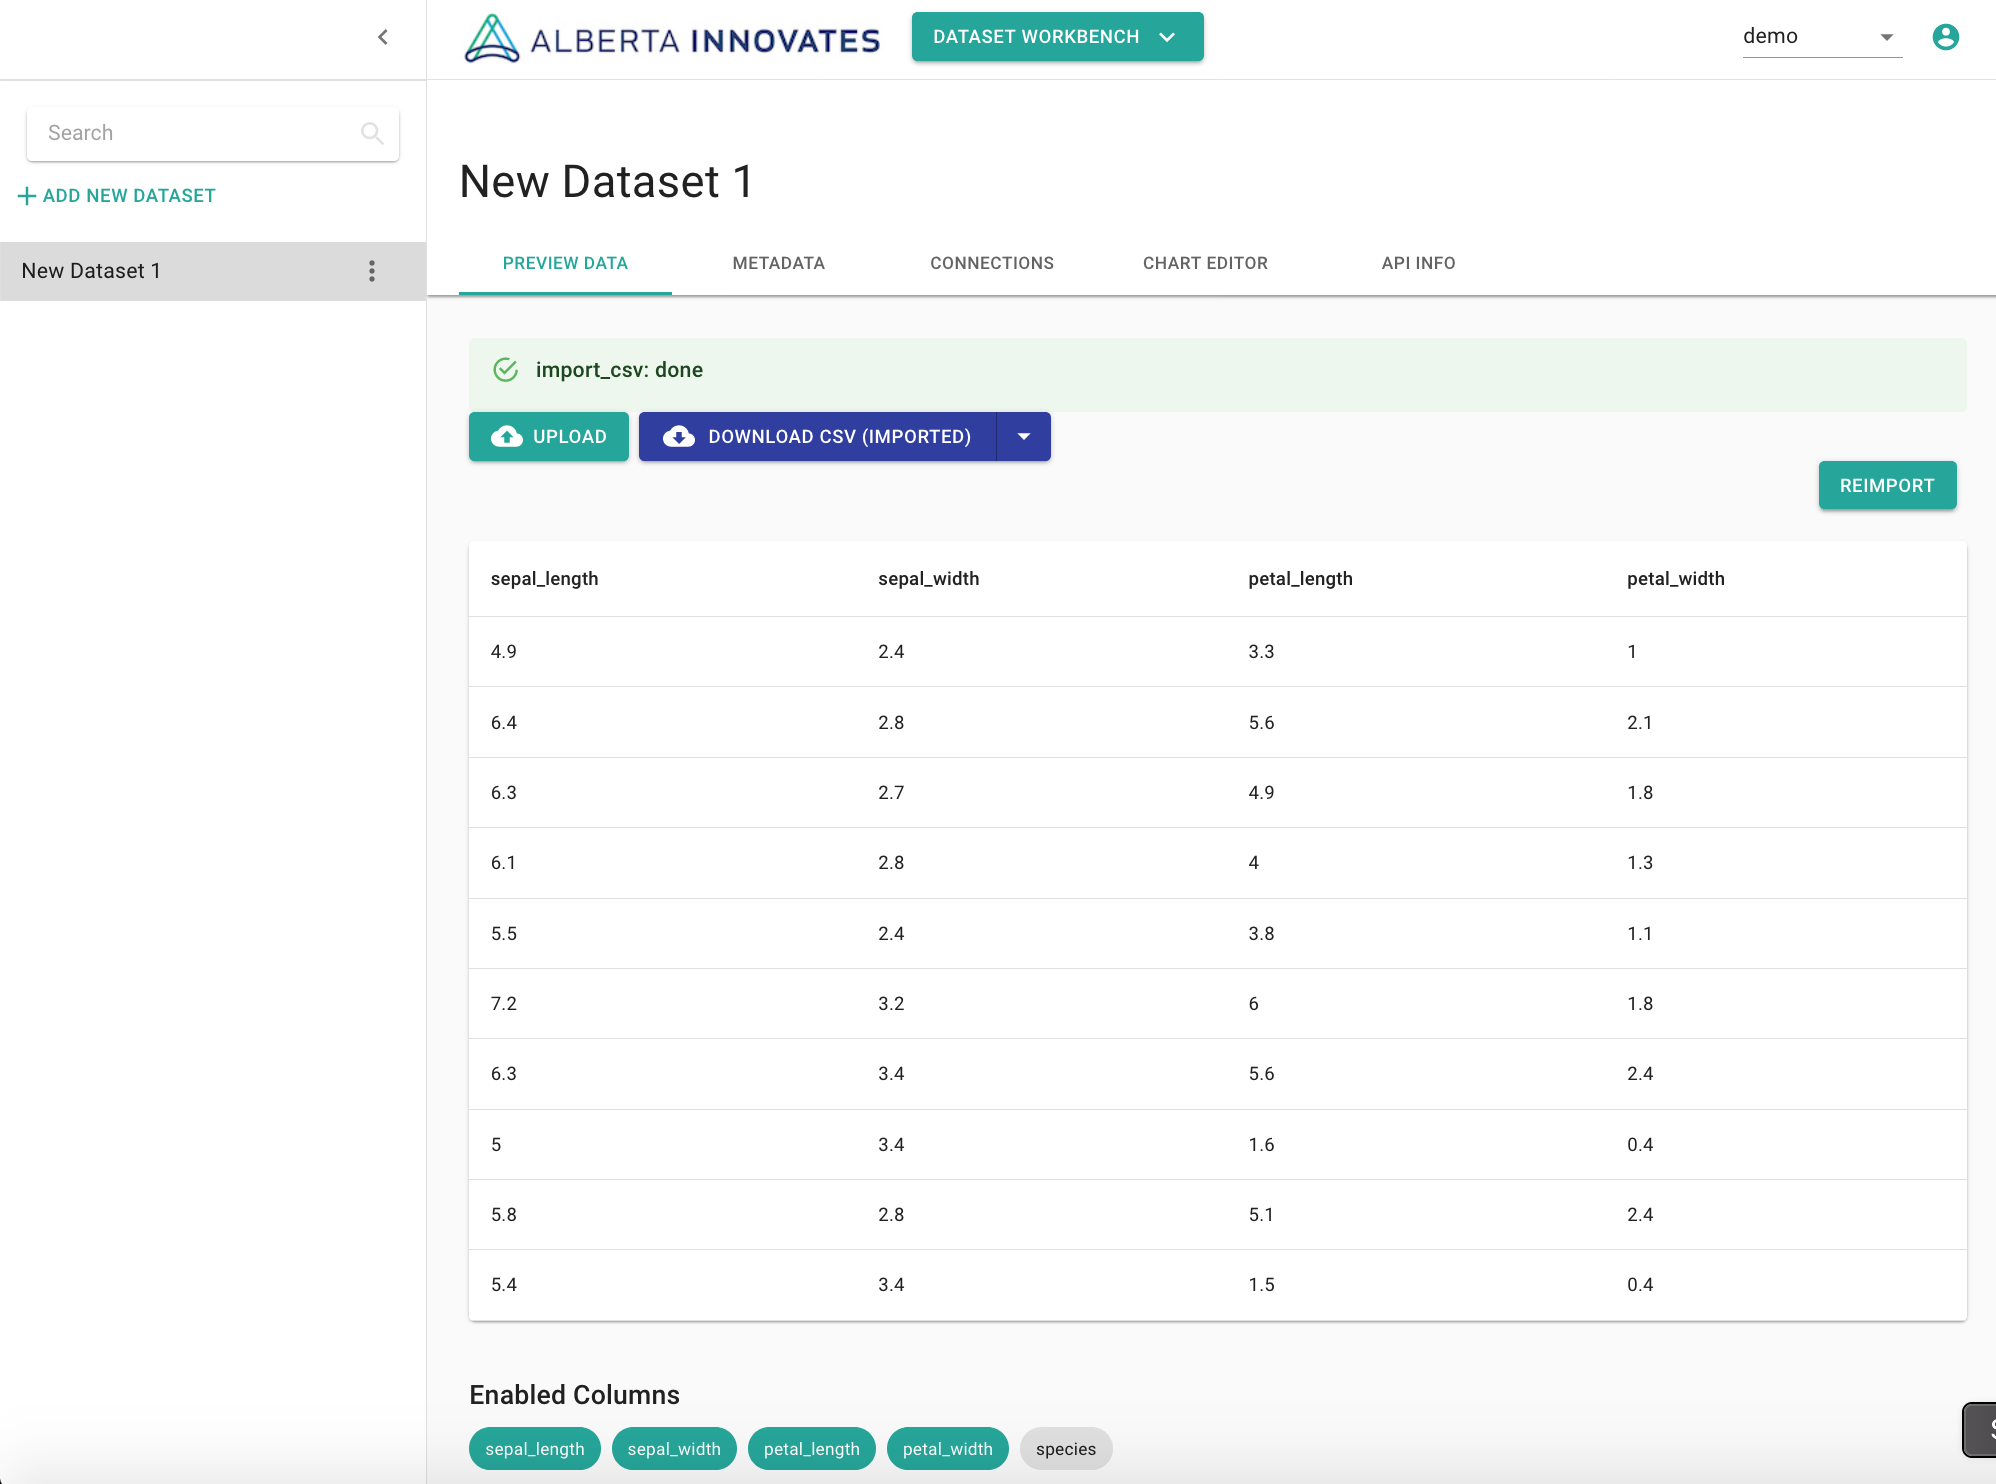 ALBERTA INNOVATES
DATASET WORKBENCH
demo
Search
ADD NEW DATASET
New Dataset 1
New Dataset 1
PREVIEW DATA METADATA CONNECTIONS CHART EDITOR API INFO
import_csv: done
UPLOAD DOWNLOAD CSV (IMPORTED)
REIMPORT
sepal_length sepal_width petal_length petal_width
4.9 2.4 3.3 1
6.4 2.8 5.6 2.1
6.3 2.7 4.9 1.8
6.1 2.8 4 1.3
5.5 2.4 3.8 1.1
7.2 3.2 6 1.8
6.3 3.4 5.6 2.4
5 3.4 1.6 0.4
5.8 2.8 5.1 2.4
5.4 3.4 1.5 0.4
Enabled Columns
sepal_length sepal_width petal_length petal_width species